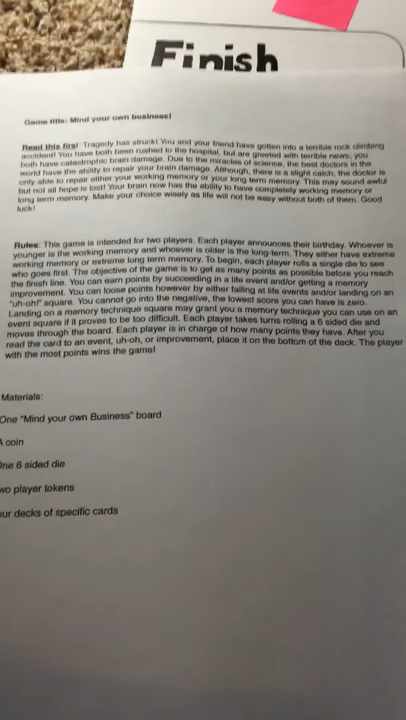 Finish
Game title: Mind your own business!
Read this first: Tragedy has struck! You and your friend have gotten into a terrible rock climbing
accident! You have both been rushed to the hospital, but are greeted with terrible news, you
both have catastrophic brain damage. Due to the miracles of science, the best doctors in the
world have the ability to repair your brain damage. Although, there is a slight catch, the doctor is
only able to repair either your working memory or your long term memory. This may sound awful
but not all hope is lost! Your brain now has the ability to have completely working memory or
long term memory. Make your choice wisely as life will not be easy without both of them. Good
luck!
Rules: This game is intended for two players. Each player announces their birthday. Whoever is
younger is the working memory and whoever is older is the long-term. They either have extreme
working memory or extreme long term memory. To begin, each player rolls a single die to see
who goes first. The objective of the game is to get as many points as possible before you reach
the finish line. You can earn points by succeeding in a life event and/or getting a memory
improvement. You can loose points however by either failing at life events and/or landing on an
"uh-oh!" square. You cannot go into the negative, the lowest score you can have is zero.
Landing on a memory technique square may grant you a memory technique you can use on an
event square if it proves to be too difficult. Each player takes turns rolling a 6 sided die and
moves through the board. Each player is in charge of how many points they have. After you
read the card to an event, uh-oh, or improvement, place it on the bottom of the deck. The player
with the most points wins the game!
Materials:
One "Mind your own Business" board
A coin
One 6 sided die
wo player tokens
ur decks of specific cards